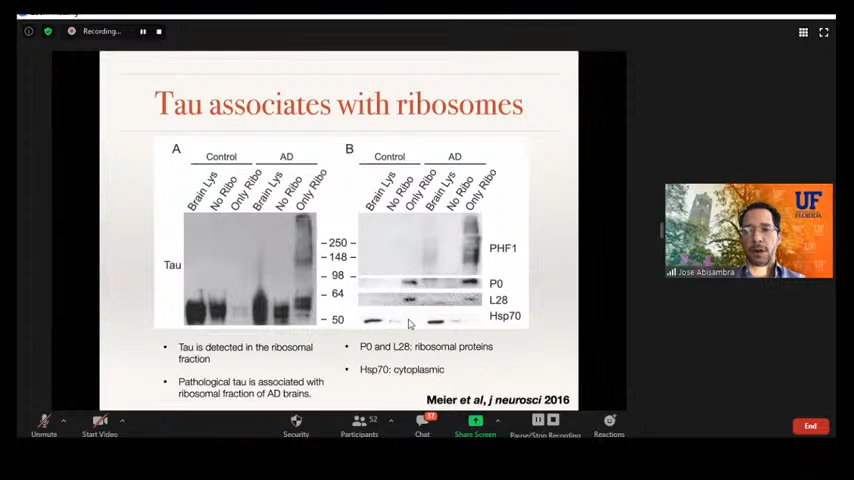 Recording...
Tau associates with ribosomes
A
Control
AD
Brain Lys
No Ribo
Only Ribo
Brain Lys
No Ribo
Only Ribo
Tau
250
148
98
64
50
B
Control
AD
Brain Lys
No Ribo
Only Ribo
Brain Lys
No Ribo
Only Ribo
PHF1
P0
L28
Hsp70
• Tau is detected in the ribosomal
fraction
• Pathological tau is associated with
ribosomal fraction of AD brains.
• P0 and L28: ribosomal proteins
• Hsp70: cytoplasmic
Meier et al, j neurosci 2016
UF
FLORIDA
Jose Abisambra
Unmute
Start Video
Security
52
Participants
37
Chat
Share Screen
Pause/Stop Recording
Reactions
End